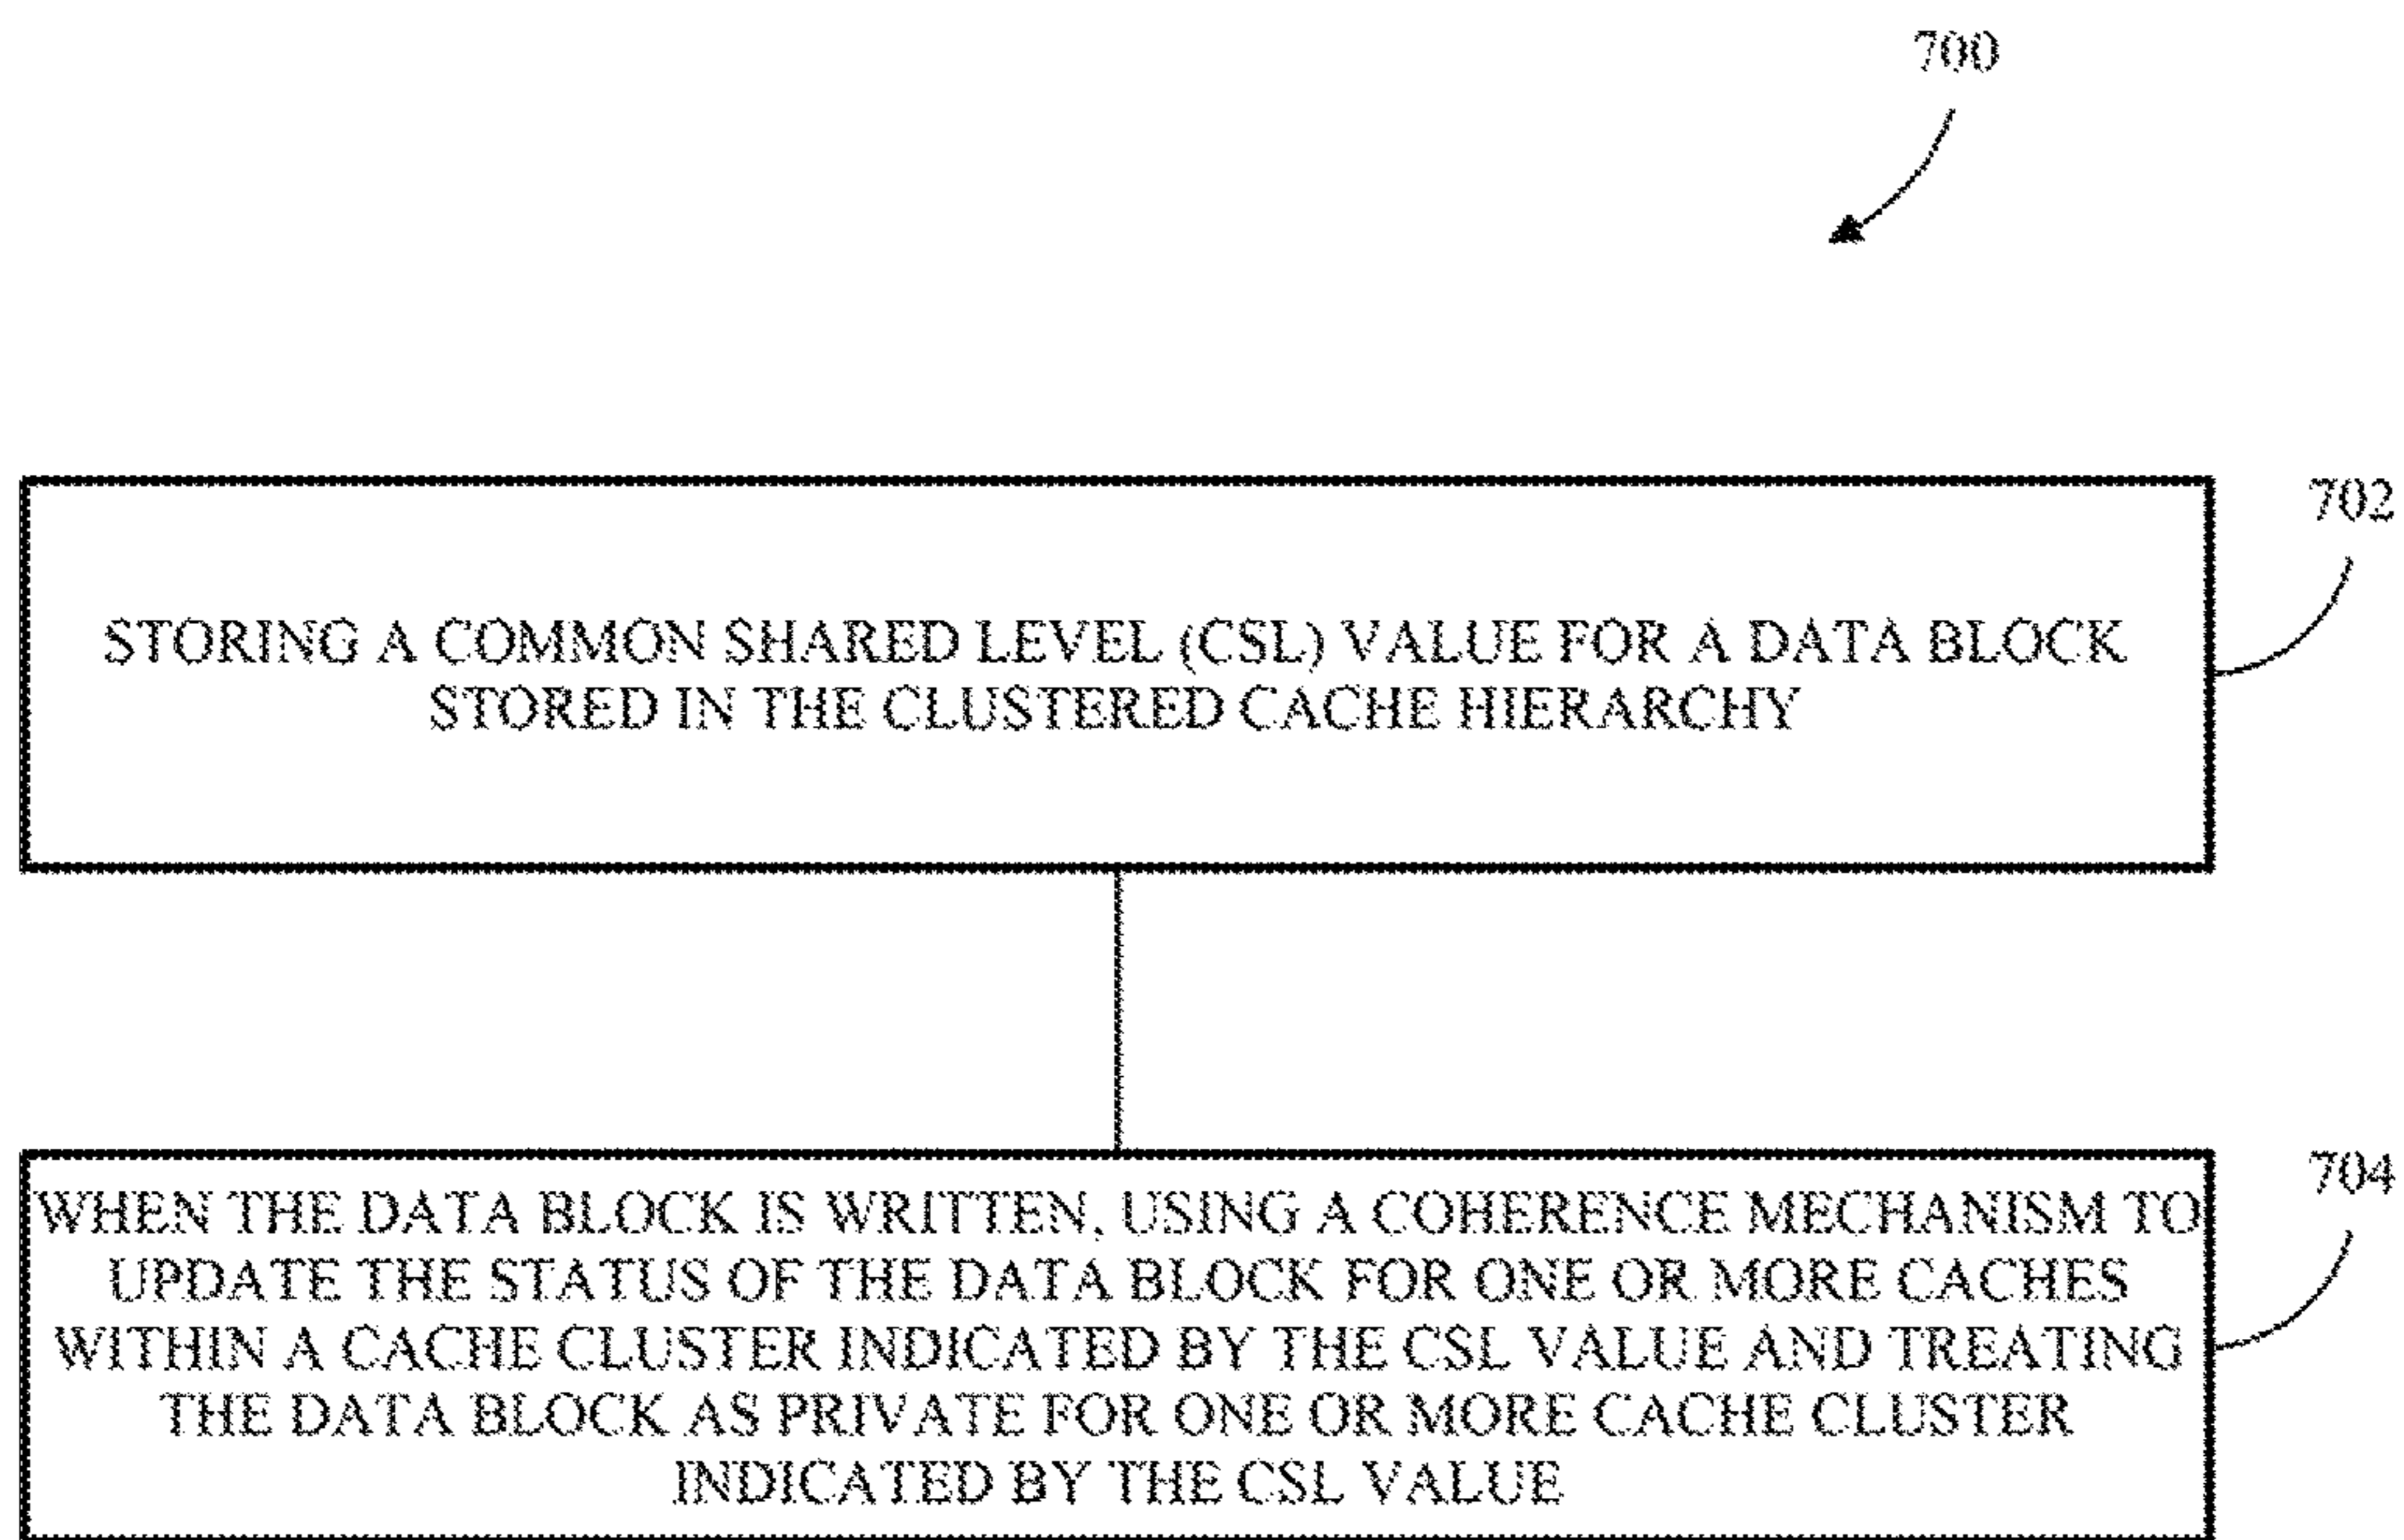 700
702
STORING A COMMON SHARED LEVEL (CSL) VALUE FOR A DATA BLOCK
STORED IN THE CLUSTERED CACHE HIERARCHY
704
WHEN THE DATA BLOCK IS WRITTEN, USING A COHERENCE MECHANISM TO
UPDATE THE STATUS OF THE DATA BLOCK FOR ONE OR MORE CACHES
WITHIN A CACHE CLUSTER INDICATED BY THE CSL VALUE AND TREATING
THE DATA BLOCK AS PRIVATE FOR ONE OR MORE CACHE CLUSTER
INDICATED BY THE CSL VALUE